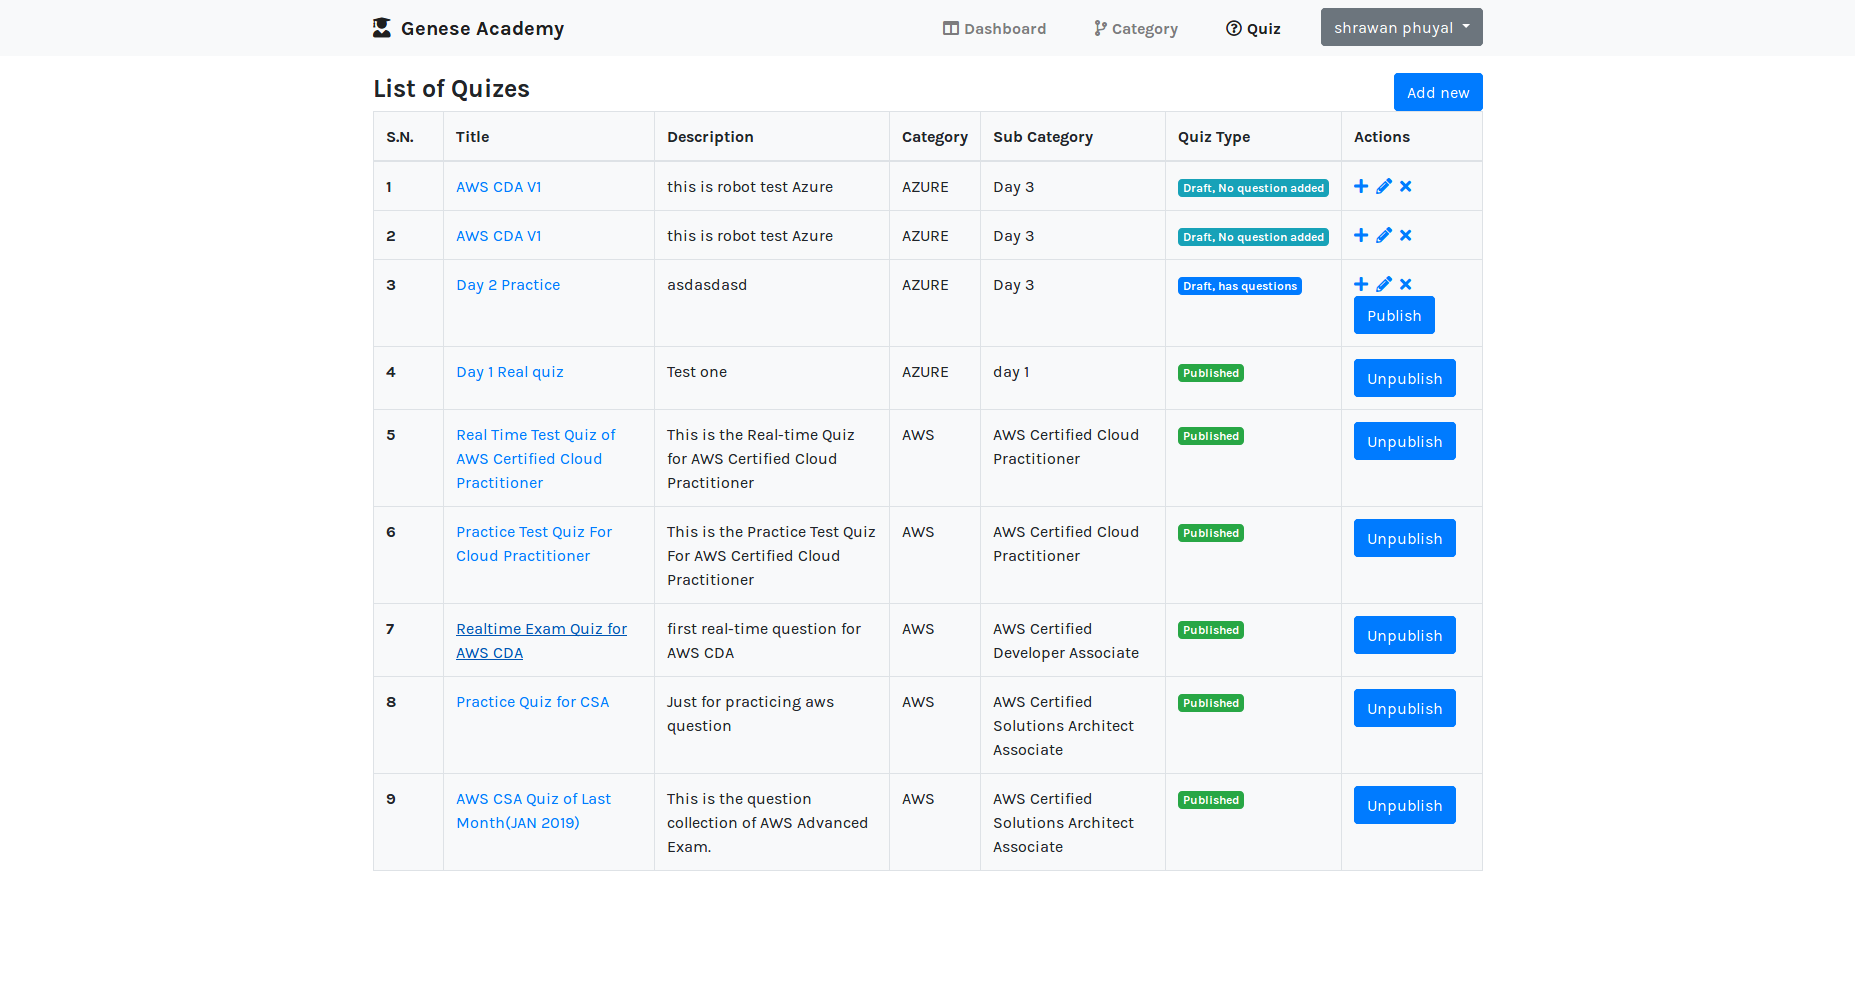 Genese Academy
Dashboard
Category
Quiz
shrawan phuyal
List of Quizes
Add new
S.N. Title Description Category Sub Category Quiz Type Actions
1 AWS CDA V1 this is robot test Azure AZURE Day 3 Draft, No question added
2 AWS CDA V1 this is robot test Azure AZURE Day 3 Draft, No question added
3 Day 2 Practice asdasdasd AZURE Day 3 Draft, has questions
Publish
4 Day 1 Real quiz Test one AZURE day 1 Published Unpublish
5 Real Time Test Quiz of This is the Real-time Quiz AWS AWS Certified Cloud Published Unpublish
AWS Certified Cloud for AWS Certified Cloud Practitioner
Practitioner Practitioner
6 Practice Test Quiz For This is the Practice Test Quiz AWS AWS Certified Cloud Published Unpublish
Cloud Practitioner For AWS Certified Cloud Practitioner
Practitioner
7 Realtime Exam Quiz for first real-time question for AWS AWS Certified Published Unpublish
AWS CDA AWS CDA Developer Associate
8 Practice Quiz for CSA Just for practicing aws AWS AWS Certified Published Unpublish
question Solutions Architect
Associate
9 AWS CSA Quiz of Last This is the question AWS AWS Certified Published Unpublish
Month(JAN 2019) collection of AWS Advanced Solutions Architect
Exam. Associate